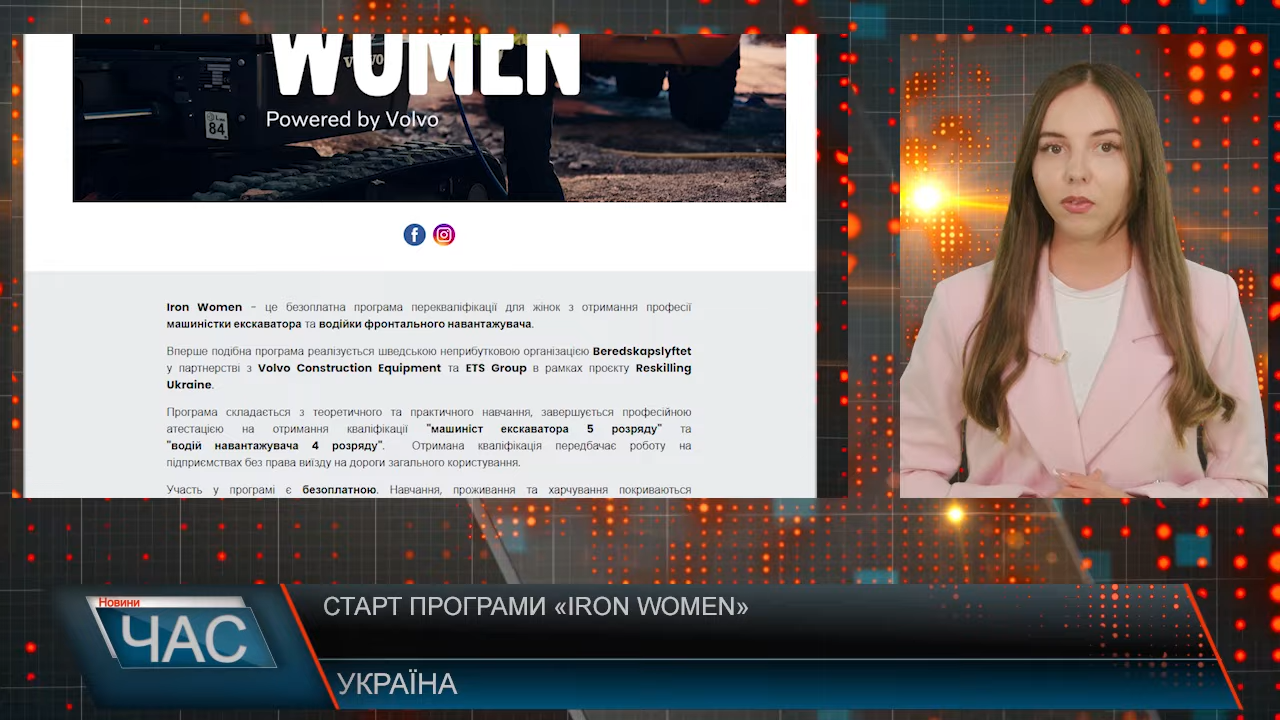 WOMEN
VOLVO
84
Powered by Volvo
Iron Women - це безоплатна програма перекваліфікації для жінок з отримання професії
машиністки екскаватора та водійки фронтального навантажувача.
Вперше подібна програма реалізується шведською неприбутковою організацією Beredskapslyftet
у партнерстві з Volvo Construction Equipment та ETS Group в рамках проєкту Reskilling
Ukraine.
Програма складається з теоретичного та практичного навчання, завершується професійною
атестацією на отримання кваліфікації "машиніст екскаватора 5 розряду" та
"водій навантажувача 4 розряду". Отримана кваліфікація передбачає роботу на
підприємствах без права виїзду на дороги загального користування.
Участь у програмі є безоплатною. Навчання, проживання та харчування покриваються
Новини
ЧАС
СТАРТ ПРОГРАМИ «IRON WOMEN»
УКРАЇНА